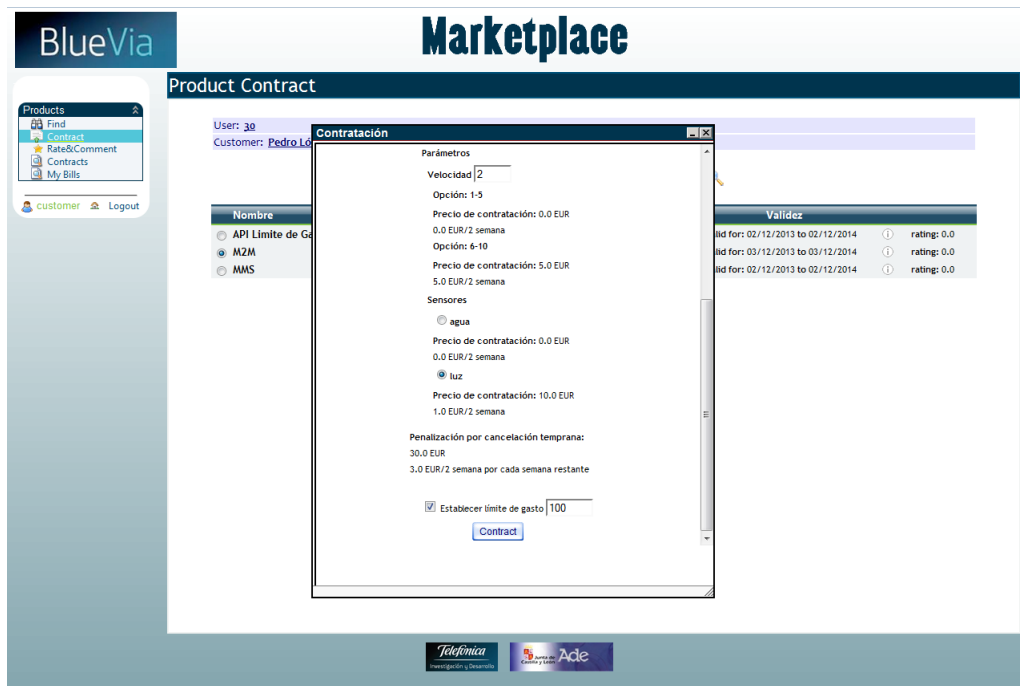 BlueVia
Marketplace
Product Contract
Products
Find
Contract
Rate&Comment
Contracts
My Bills
customer Logout
User: 30
Customer: Pedro Ló
Nombre Validez
API Limite de Ga lid for: 02/12/2013 to 02/12/2014 rating: 0.0
M2M lid for: 03/12/2013 to 03/12/2014 rating: 0.0
MMS lid for: 02/12/2013 to 02/12/2014 rating: 0.0
Contratación
Parámetros
Velocidad 2
Opción: 1-5
Precio de contratación: 0.0 EUR
0.0 EUR/2 semana
Opción: 6-10
Precio de contratación: 5.0 EUR
5.0 EUR/2 semana
Sensores
agua
Precio de contratación: 0.0 EUR
0.0 EUR/2 semana
luz
Precio de contratación: 10.0 EUR
1.0 EUR/2 semana
Penalización por cancelación temprana:
30.0 EUR
3.0 EUR/2 semana por cada semana restante
Establecer límite de gasto 100
Contract
Telefónica
Investigación y Desarrollo
Junta de
Castilla y León
Ade